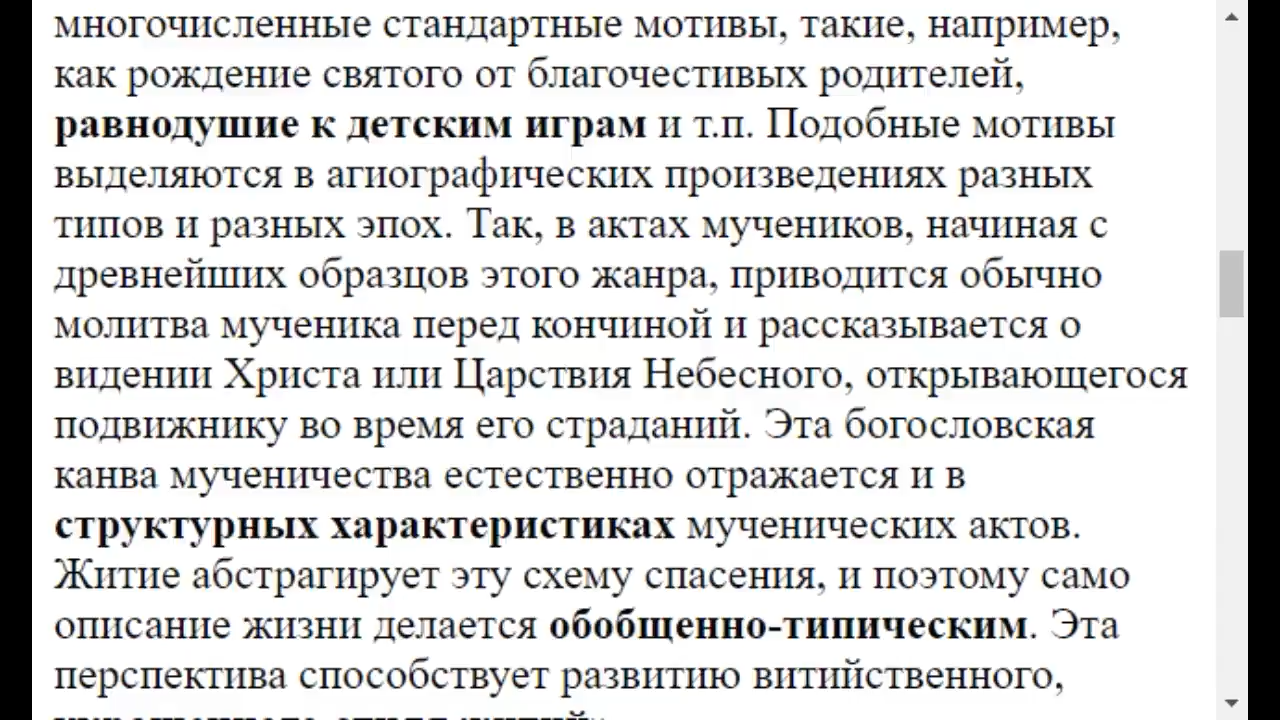 многочисленные стандартные мотивы, такие, например,
как рождение святого от благочестивых родителей,
равнодушие к детским играм и т.п. Подобные мотивы
выделяются в агиографических произведениях разных
типов и разных эпох. Так, в актах мучеников, начиная с
древнейших образцов этого жанра, приводится обычно
молитва мученика перед кончиной и рассказывается о
видении Христа или Царствия Небесного, открывающегося
подвижнику во время его страданий. Эта богословская
канва мученичества естественно отражается и в
структурных характеристиках мученических актов.
Житие абстрагирует эту схему спасения, и поэтому само
описание жизни делается обобщенно-типическим. Эта
перспектива способствует развитию витийственного,